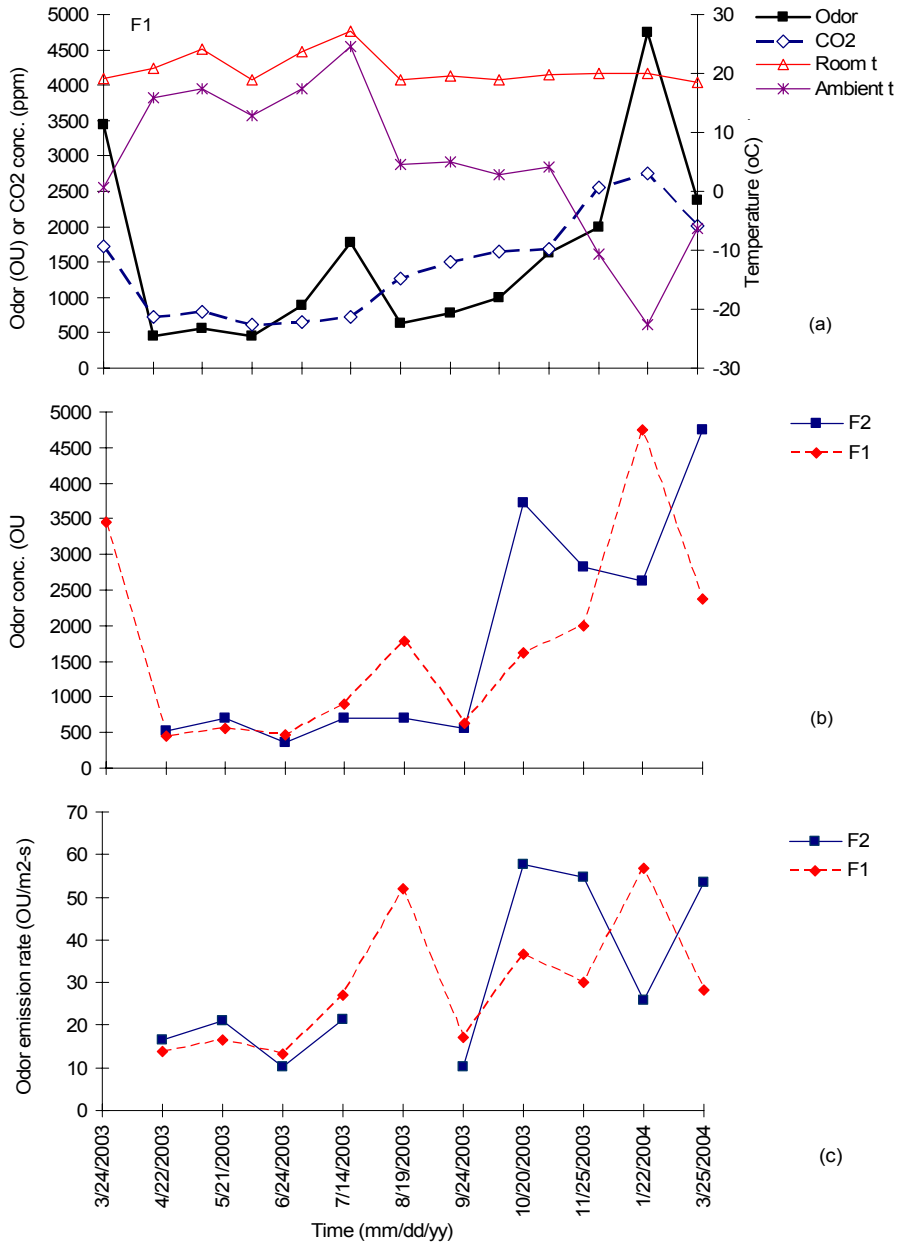 F1
Odor
CO2
Room t
Ambient t
5000
4500
4000
3500
3000
2500
2000
1500
1000
500
0
Odor (OU) or CO2 conc. (ppm)
30
20
10
0
-10
-20
-30
Temperature (oC)
(a)
5000
4500
4000
3500
3000
2500
2000
1500
1000
500
0
Odor conc. (OU
F2
F1
(b)
70
60
50
40
30
20
10
0
Odor emission rate (OU/m2-s)
F2
F1
(c)
3/24/2003
4/22/2003
5/21/2003
6/24/2003
7/14/2003
8/19/2003
9/24/2003
10/20/2003
11/25/2003
1/22/2004
3/25/2004
Time (mm/dd/yy)